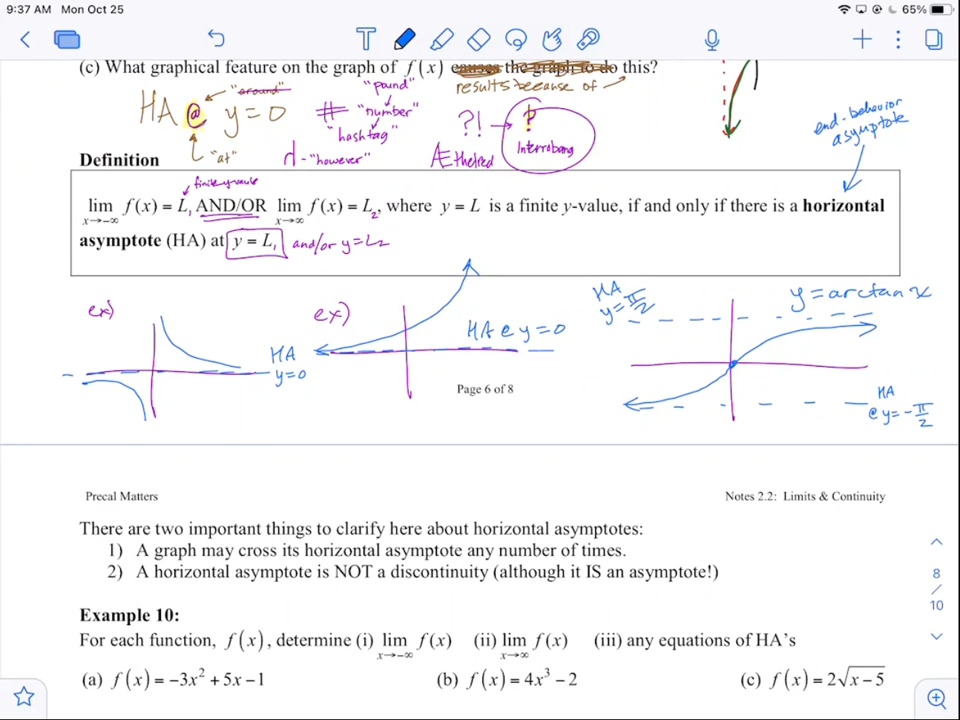 9:37 AM Mon Oct 25
65%
(c) What graphical feature on the graph of f(x) causes the graph to do this?
results because of
HA @ y = 0
"around"
"at"
"pound"
# "number"
"hashtag"
- "however"
?! →
Interrobang
Æthelred
end-behavior
asymptote
Definition
finite y-value
lim x→-∞ f(x) = L₁ AND/OR lim x→∞ f(x) = L₂, where y = L is a finite y-value, if and only if there is a horizontal
asymptote (HA) at y = L₁ and/or y = L₂
ex)
HA
y=0
ex)
HA @ y=0
HA
y=π/2
y = arctan x
HA
@ y=-π/2
Page 6 of 8
Precal Matters
Notes 2.2: Limits & Continuity
There are two important things to clarify here about horizontal asymptotes:
1) A graph may cross its horizontal asymptote any number of times.
2) A horizontal asymptote is NOT a discontinuity (although it IS an asymptote!)
Example 10:
For each function, f(x), determine (i) lim x→-∞ f(x) (ii) lim x→∞ f(x) (iii) any equations of HA's
(a) f(x) = -3x² + 5x - 1
(b) f(x) = 4x³ - 2
(c) f(x) = 2√(x - 5)
8
/
10